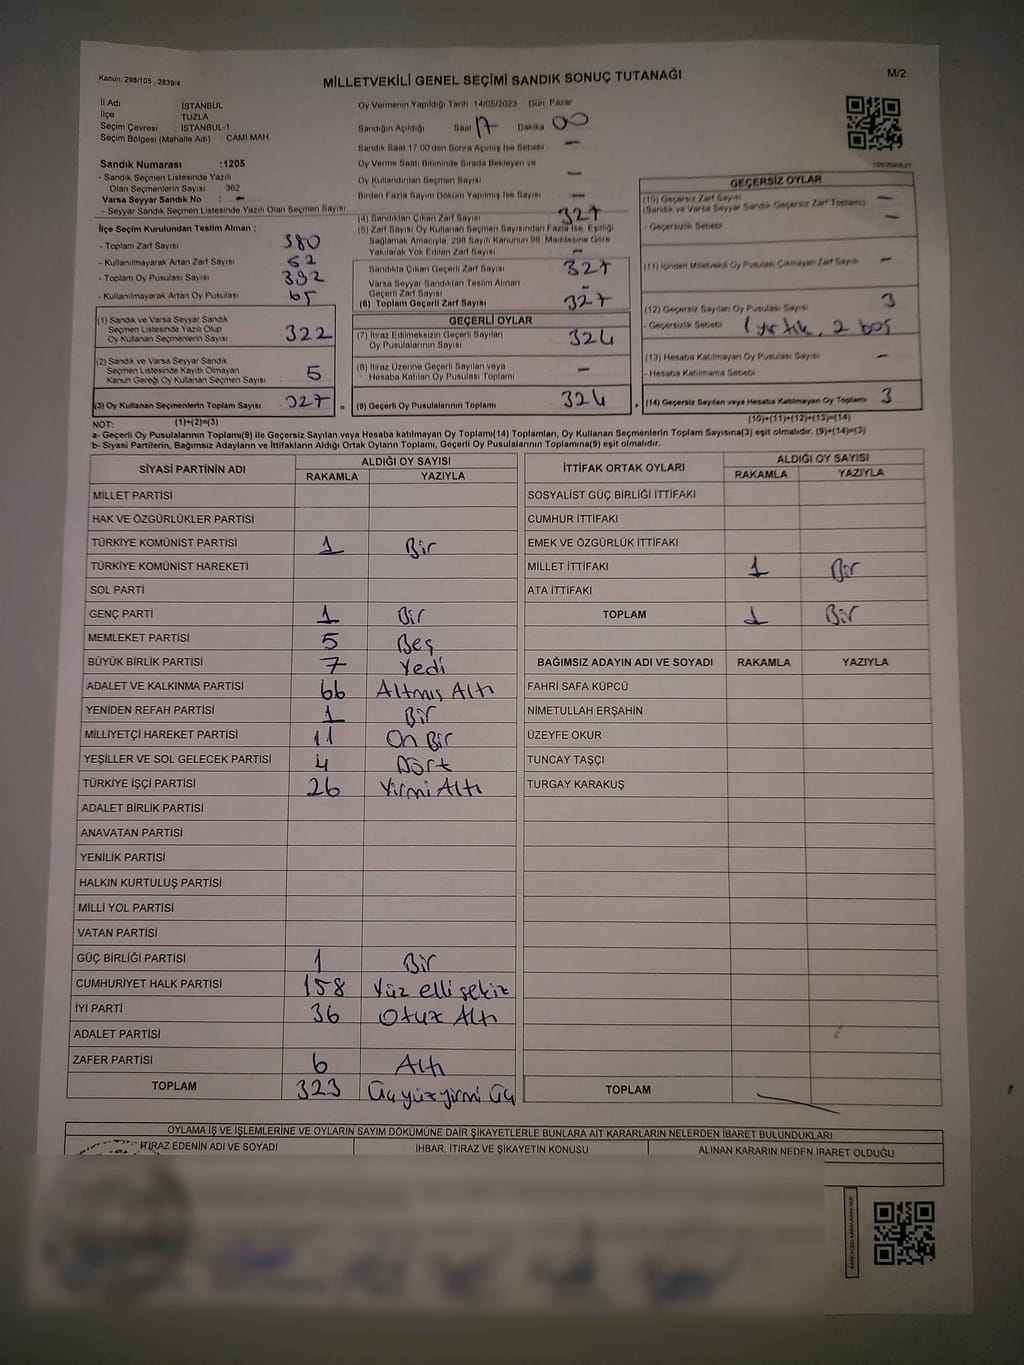 Kanun: 298/105 , 2839/4
MİLLETVEKİLİ GENEL SEÇİMİ SANDIK SONUÇ TUTANAĞI
M/2
İl Adı : İSTANBUL
İlçe : TUZLA
Seçim Çevresi : İSTANBUL-1
Seçim Bölgesi (Mahalle Adı) : CAMİ MAH
Oy Vermenin Yapıldığı Tarih 14/05/2023 Gün Pazar
Sandığın Açıldığı Saat 17 Dakika 00
Sandık Saat 17:00'den Sonra Açılmış İse Sebebi -
Oy Verme Saati Bitiminde Sırada Bekleyen ve
Oy Kullandırılan Seçmen Sayısı -
Birden Fazla Sayım Döküm Yapılmış İse Sayısı -
Sandık Numarası :1205
- Sandık Seçmen Listesinde Yazılı
Olan Seçmenlerin Sayısı 362
Varsa Seyyar Sandık No : -
- Seyyar Sandık Seçmen Listesinde Yazılı Olan Seçmen Sayısı
İlçe Seçim Kurulundan Teslim Alınan :
- Toplam Zarf Sayısı 380
- Kullanılmayarak Artan Zarf Sayısı
- Toplam Oy Pusulası Sayısı
- Kullanılmayarak Artan Oy Pusulası 65
(1) Sandık ve Varsa Seyyar Sandık
Seçmen Listesinde Yazılı Olup
Oy Kullanan Seçmenlerin Sayısı 322
(2) Sandık ve Varsa Seyyar Sandık
Seçmen Listesinde Kayıtlı Olmayan
Kanun Gereği Oy Kullanan Seçmen Sayısı 5
(3) Oy Kullanan Seçmenlerin Toplam Sayısı 327 =
(4) Sandıktan Çıkan Zarf Sayısı 327
(5) Zarf Sayısı Oy Kullanan Seçmen Sayısından Fazla İse, Eşitliği
Sağlamak Amacıyla, 298 Sayılı Kanunun 98. Maddesine Göre
Yakılarak Yok Edilen Zarf Sayısı -
Sandıkta Çıkan Geçerli Zarf Sayısı 327
Varsa Seyyar Sandıktan Teslim Alınan
Geçerli Zarf Sayısı -
(6) Toplam Geçerli Zarf Sayısı 327
GEÇERLİ OYLAR
(7) İtiraz Edilmeksizin Geçerli Sayılan
Oy Pusulalarının Sayısı 324
(8) İtiraz Üzerine Geçerli Sayılan veya
Hesaba Katılan Oy Pusulası Toplamı -
(9) Geçerli Oy Pusulalarının Toplamı 324 +
GEÇERSİZ OYLAR
(10) Geçersiz Zarf Sayısı -
(Sandık ve Varsa Seyyar Sandık Geçersiz Zarf Toplamı) -
- Geçersizlik Sebebi
(11) İçinden Milletvekili Oy Pusulası Çıkmayan Zarf Sayısı -
(12) Geçersiz Sayılan Oy Pusulası Sayısı 3
- Geçersizlik Sebebi 1 yırtık, 2 boş
(13) Hesaba Katılmayan Oy Pusulası Sayısı -
- Hesaba Katılmama Sebebi
(14) Geçersiz Sayılan veya Hesaba Katılmayan Oy Toplamı 3
NOT: (1)+(2)=(3) (10)+(11)+(12)+(13)=(14)
a- Geçerli Oy Pusulalarının Toplamı(9) ile Geçersiz Sayılan veya Hesaba katılmayan Oy Toplamı(14) Toplamları, Oy Kullanan Seçmenlerin Toplam Sayısına(3) eşit olmalıdır. (9)+(14)=(3)
b- Siyasi Partilerin, Bağımsız Adayların ve İttifakların Aldığı Ortak Oyların Toplamı, Geçerli Oy Pusulalarının Toplamına(9) eşit olmalıdır.
SİYASİ PARTİNİN ADI ALDIĞI OY SAYISI
RAKAMLA YAZIYLA
MİLLET PARTİSİ
HAK VE ÖZGÜRLÜKLER PARTİSİ
TÜRKİYE KOMÜNİST PARTİSİ 1 Bir
TÜRKİYE KOMÜNİST HAREKETİ
SOL PARTİ
GENÇ PARTİ 1 Bir
MEMLEKET PARTİSİ 5 Beş
BÜYÜK BİRLİK PARTİSİ 7 Yedi
ADALET VE KALKINMA PARTİSİ 66 Altmış Altı
YENİDEN REFAH PARTİSİ 1 Bir
MİLLİYETÇİ HAREKET PARTİSİ 11 On Bir
YEŞİLLER VE SOL GELECEK PARTİSİ 4 Dört
TÜRKİYE İŞÇİ PARTİSİ 26 Yirmi Altı
ADALET BİRLİK PARTİSİ
ANAVATAN PARTİSİ
YENİLİK PARTİSİ
HALKIN KURTULUŞ PARTİSİ
MİLLİ YOL PARTİSİ
VATAN PARTİSİ
GÜÇ BİRLİĞİ PARTİSİ 1 Bir
CUMHURİYET HALK PARTİSİ 158 Yüz elli sekiz
İYİ PARTİ 36 Otuz Altı
ADALET PARTİSİ
ZAFER PARTİSİ 6 Altı
TOPLAM 323 Üçyüzyirmi Üç
İTTİFAK ORTAK OYLARI ALDIĞI OY SAYISI
RAKAMLA YAZIYLA
SOSYALİST GÜÇ BİRLİĞİ İTTİFAKI
CUMHUR İTTİFAKI
EMEK VE ÖZGÜRLÜK İTTİFAKI
MİLLET İTTİFAKI 1 Bir
ATA İTTİFAKI
TOPLAM 1 Bir
BAĞIMSIZ ADAYIN ADI VE SOYADI RAKAMLA YAZIYLA
FAHRİ SAFA KÜPCÜ
NİMETULLAH ERŞAHİN
ÜZEYFE OKUR
TUNCAY TAŞÇI
TURGAY KARAKUŞ
TOPLAM
OYLAMA İŞ VE İŞLEMLERİNE VE OYLARIN SAYIM DÖKÜMÜNE DAİR ŞİKAYETLERLE BUNLARA AİT KARARLARIN NELERDEN İBARET BULUNDUKLARI
İTİRAZ EDENİN ADI VE SOYADI İHBAR, İTİRAZ VE ŞİKAYETİN KONUSU ALINAN KARARIN NEDEN İBARET OLDUĞU